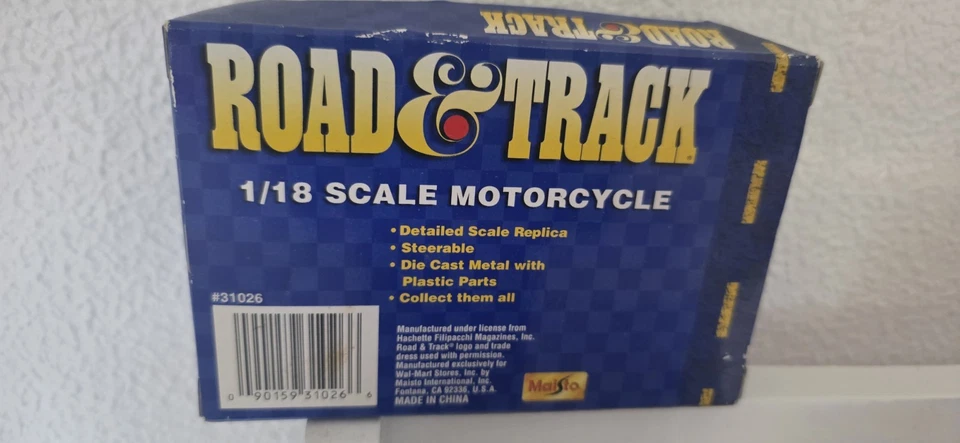 ROAD & TRACK
ROAD & TRACK
1/18 SCALE MOTORCYCLE
• Detailed Scale Replica
• Steerable
• Die Cast Metal with
Plastic Parts
• Collect them all
#31026
0 90159 31026 6
Manufactured under license from
Hachette Filipacchi Magazines, Inc.
Road & Track® logo and trade
dress used with permission.
Manufactured exclusively for
Wal-Mart Stores, Inc. by
Maisto International, Inc.
Fontana, CA 92336, U.S.A.
MADE IN CHINA
Maisto